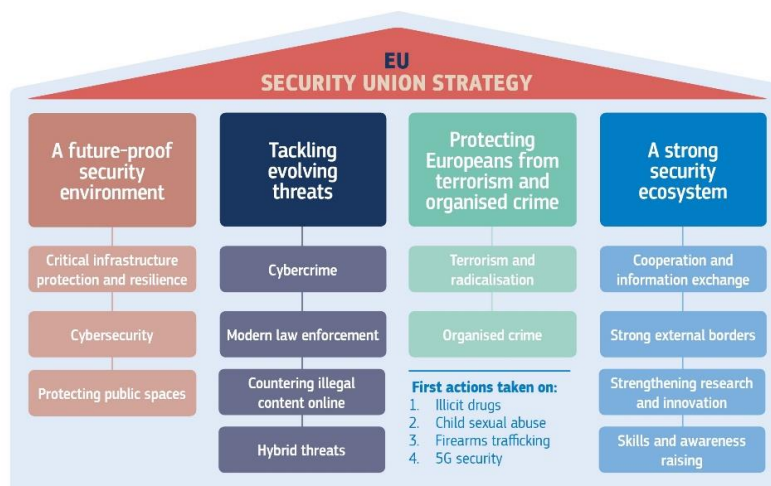 EU
SECURITY UNION STRATEGY
A future-proof
security
environment
Critical infrastructure
protection and resilience
Cybersecurity
Protecting public spaces
Tackling
evolving
threats
Cybercrime
Modern law enforcement
Countering illegal
content online
Hybrid threats
Protecting
Europeans from
terrorism and
organised crime
Terrorism and
radicalisation
Organised crime
First actions taken on:
1. Illicit drugs
2. Child sexual abuse
3. Firearms trafficking
4. 5G security
A strong
security
ecosystem
Cooperation and
information exchange
Strong external borders
Strengthening research
and innovation
Skills and awareness
raising